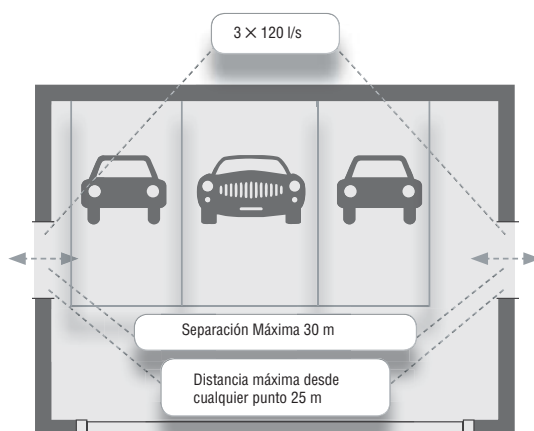 3 × 120 l/s
Separación Máxima 30 m
Distancia máxima desde
cualquier punto 25 m